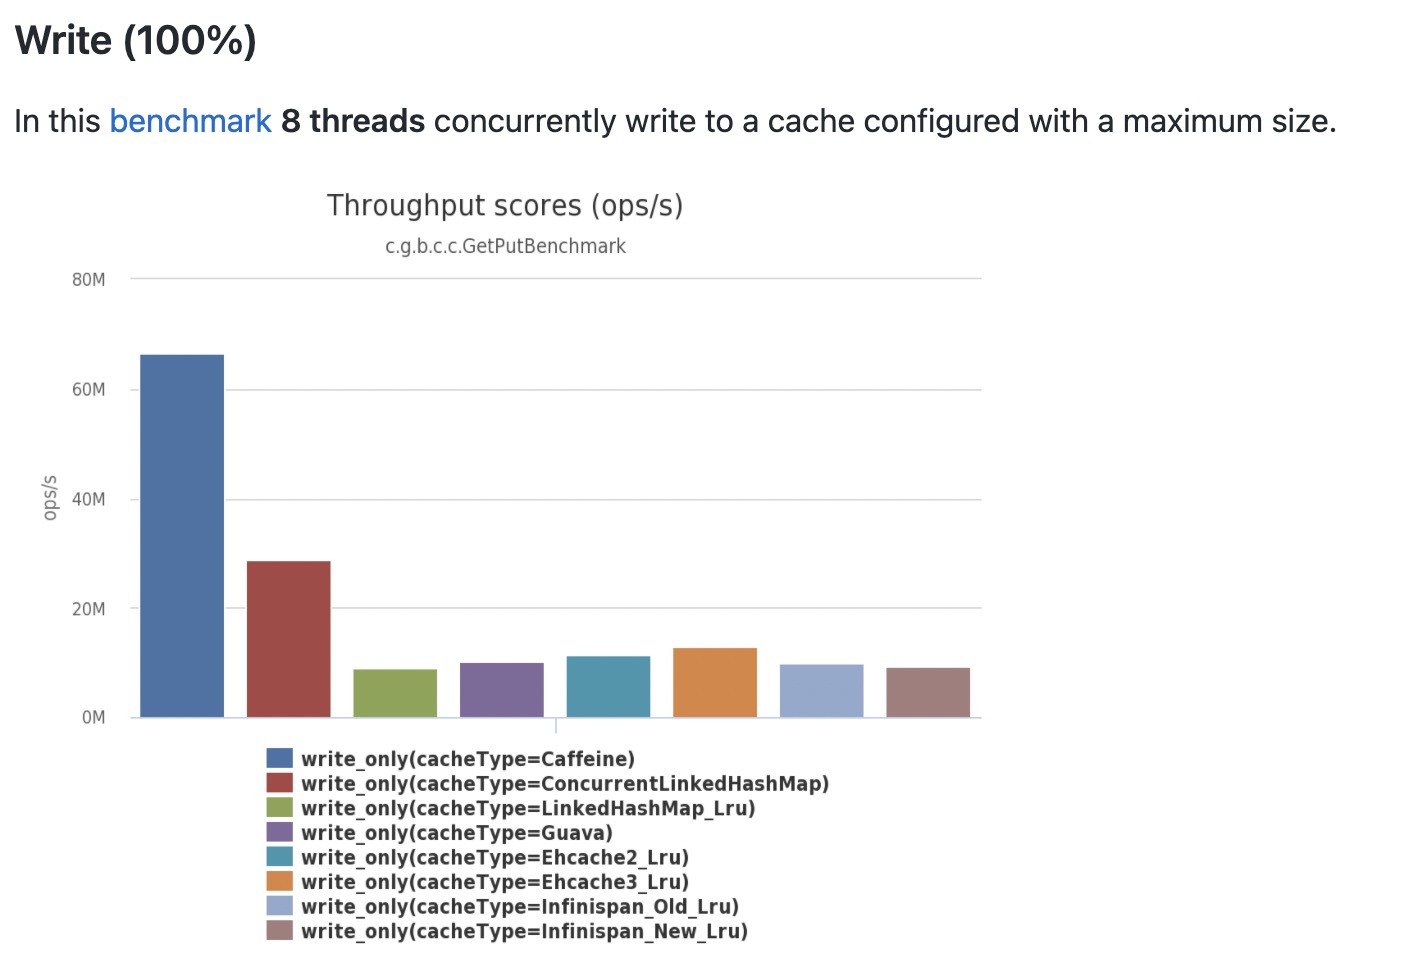 Write (100%)
In this benchmark 8 threads concurrently write to a cache configured with a maximum size.
Throughput scores (ops/s)
c.g.b.c.c.GetPutBenchmark
80M
60M
40M
20M
0M
ops/s
write_only(cacheType=Caffeine)
write_only(cacheType=ConcurrentLinkedHashMap)
write_only(cacheType=LinkedHashMap_Lru)
write_only(cacheType=Guava)
write_only(cacheType=Ehcache2_Lru)
write_only(cacheType=Ehcache3_Lru)
write_only(cacheType=Infinispan_Old_Lru)
write_only(cacheType=Infinispan_New_Lru)